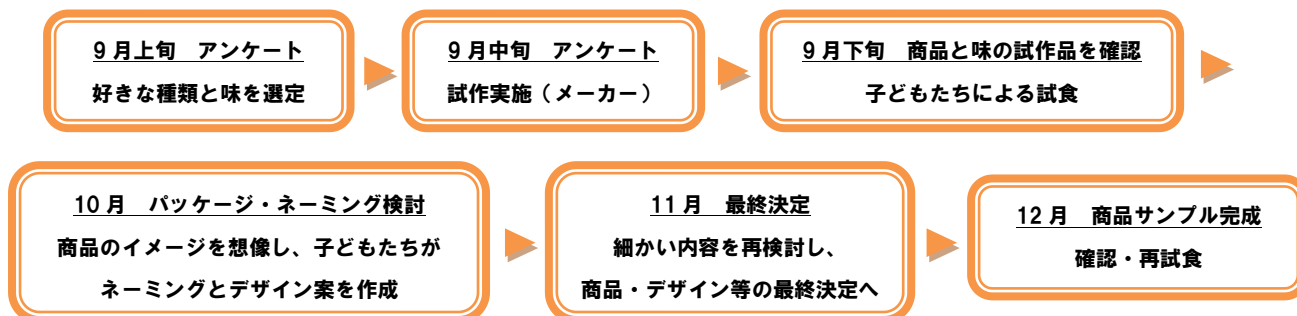 9月上旬　アンケート
好きな種類と味を選定
9月中旬　アンケート
試作実施（メーカー）
9月下旬　商品と味の試作品を確認
子どもたちによる試食
10月　パッケージ・ネーミング検討
商品のイメージを想像し、子どもたちが
ネーミングとデザイン案を作成
11月　最終決定
細かい内容を再検討し、
商品・デザイン等の最終決定へ
12月　商品サンプル完成
確認・再試食